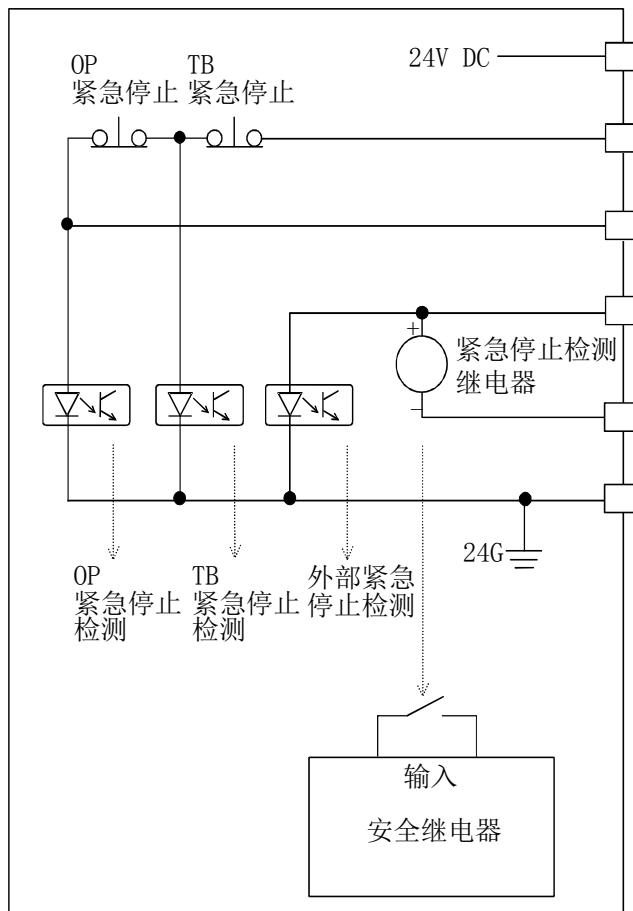 24V DC
OP
紧急停止
TB
紧急停止
+
紧急停止检测
继电器
-
24G
OP
紧急停止
检测
TB
紧急停止
检测
外部紧急
停止检测
输入
安全继电器